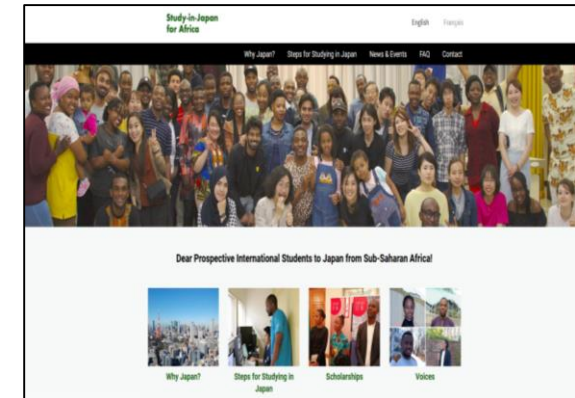 Study-in-Japan
for Africa
English Français
Why Japan? Steps for Studying in Japan News & Events FAQ Contact
Dear Prospective International Students to Japan from Sub-Saharan Africa!
Why Japan? Steps for Studying in Scholarships Voices
Japan